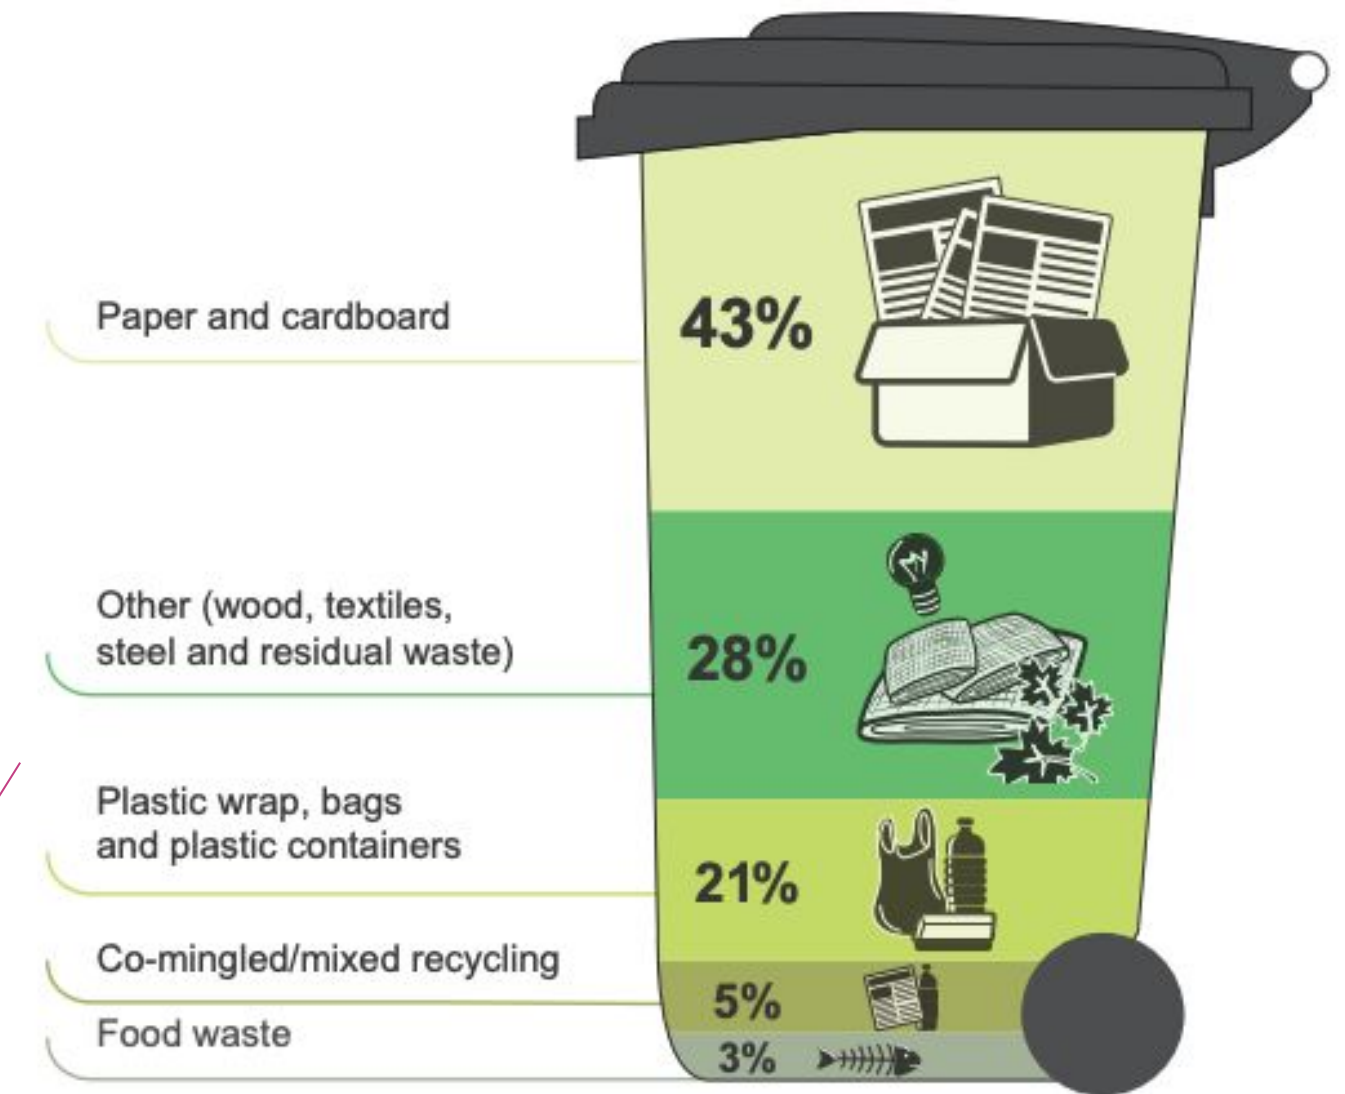 Paper and cardboard
43%
Other (wood, textiles,
steel and residual waste)
28%
Plastic wrap, bags
and plastic containers
21%
Co-mingled/mixed recycling
5%
Food waste
3%